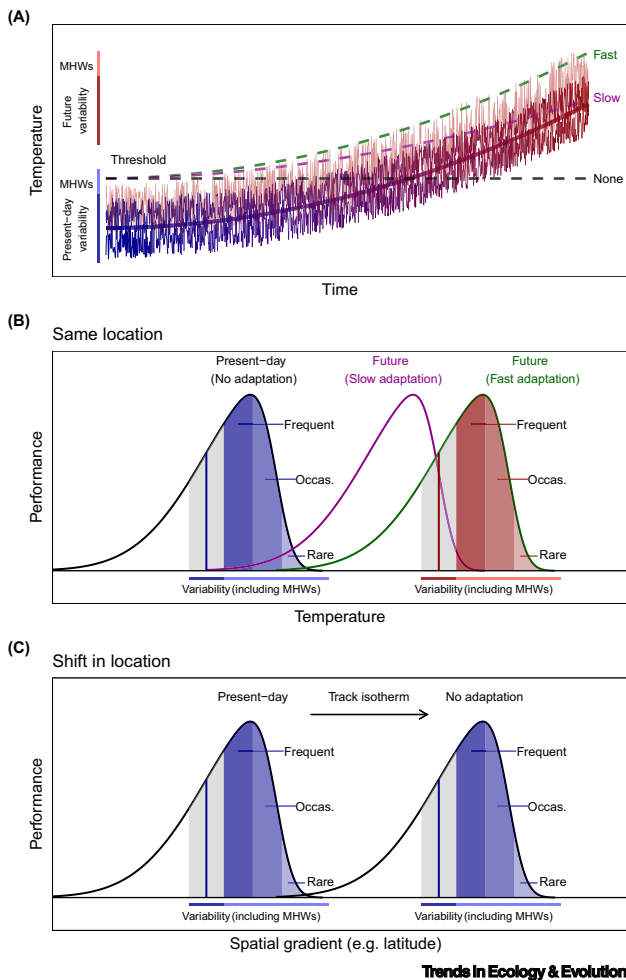 (A)
Temperature
MHWs
Future
variability
MHWs
Present−day
variability
Threshold
Fast
Slow
None
Time
(B)
Same location
Performance
Present−day
(No adaptation)
Future
(Slow adaptation)
Future
(Fast adaptation)
Frequent
Occas.
Rare
Frequent
Occas.
Rare
Variability (including MHWs)
Variability (including MHWs)
Temperature
(C)
Shift in location
Performance
Present−day
Track isotherm
No adaptation
Frequent
Occas.
Rare
Frequent
Occas.
Rare
Variability (including MHWs)
Variability (including MHWs)
Spatial gradient (e.g. latitude)
Trends in Ecology & Evolution